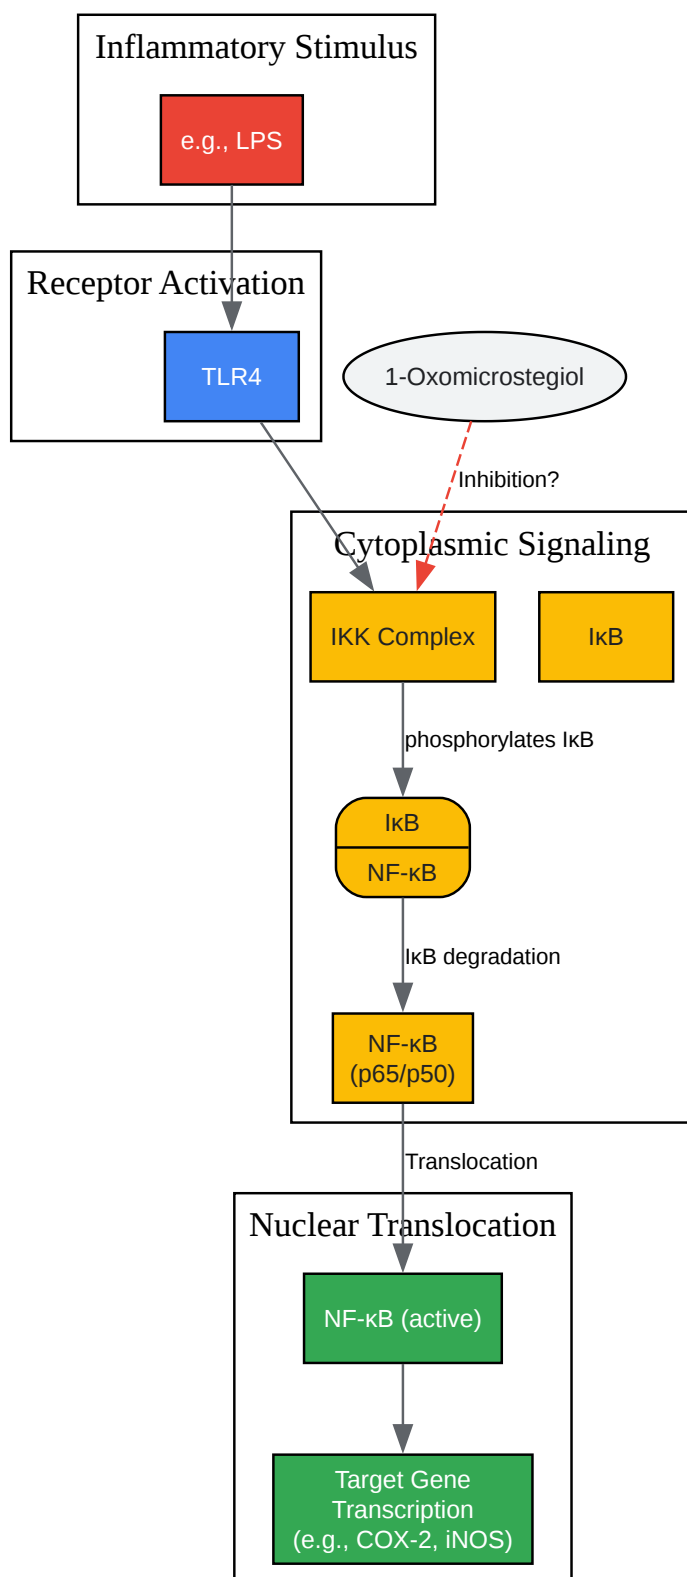 Inflammatory Stimulus
e.g., LPS
Receptor Activation
TLR4
1-Oxomicrostegiol
Inhibition?
Cytoplasmic Signaling
IKK Complex
IκB
phosphorylates IκB
IκB
NF-κB
IκB degradation
NF-κB
(p65/p50)
Translocation
Nuclear Translocation
NF-κB (active)
Target Gene
Transcription
(e.g., COX-2, iNOS)